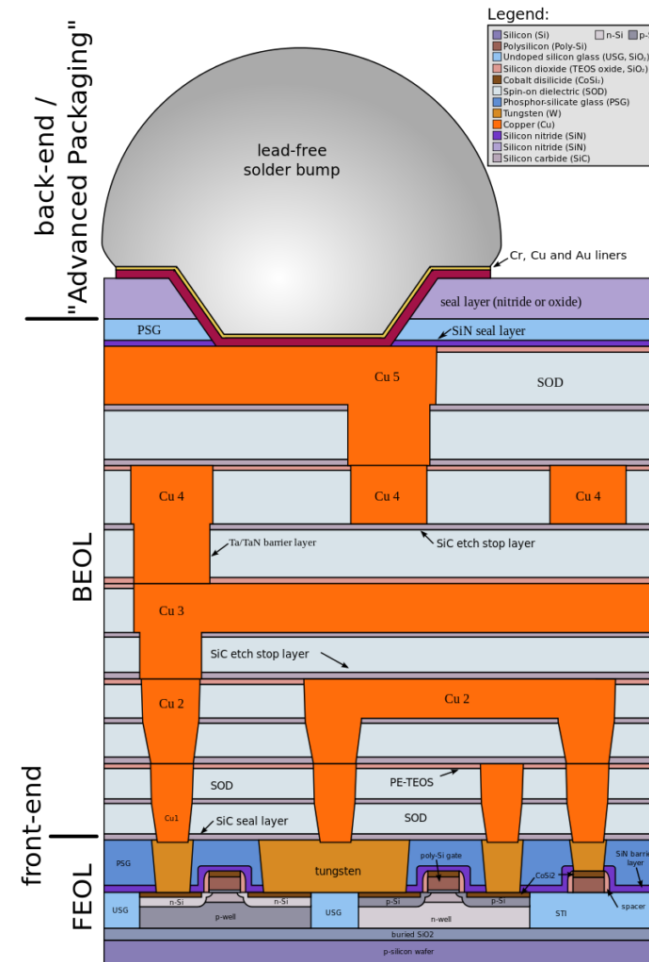 Legend:
Silicon (Si)
n-Si
p-S
Polysilicon (Poly-Si)
Undoped silicon glass (USG, SiO₂)
Silicon dioxide (TEOS oxide, SiO₂)
Cobalt disilicide (CoSi₂)
Spin-on dielectric (SOD)
Phosphor-silicate glass (PSG)
Tungsten (W)
Copper (Cu)
Silicon nitride (SiN)
Silicon nitride (SiN)
Silicon carbide (SiC)
back-end /
"Advanced Packaging"
lead-free
solder bump
Cr, Cu and Au liners
seal layer (nitride or oxide)
PSG
SiN seal layer
Cu 5
SOD
Cu 4
Cu 4
Cu 4
Ta/TaN barrier layer
SiC etch stop layer
BEOL
Cu 3
SiC etch stop layer
Cu 2
Cu 2
SOD
PE-TEOS
Cu1
SOD
SiC seal layer
front-end
FEOL
PSG
tungsten
poly-Si gate
CoSi2
SiN barrier
layer
spacer
USG
n-Si
n-Si
p-well
USG
p-Si
p-Si
n-well
STI
buried SiO2
p-silicon wafer